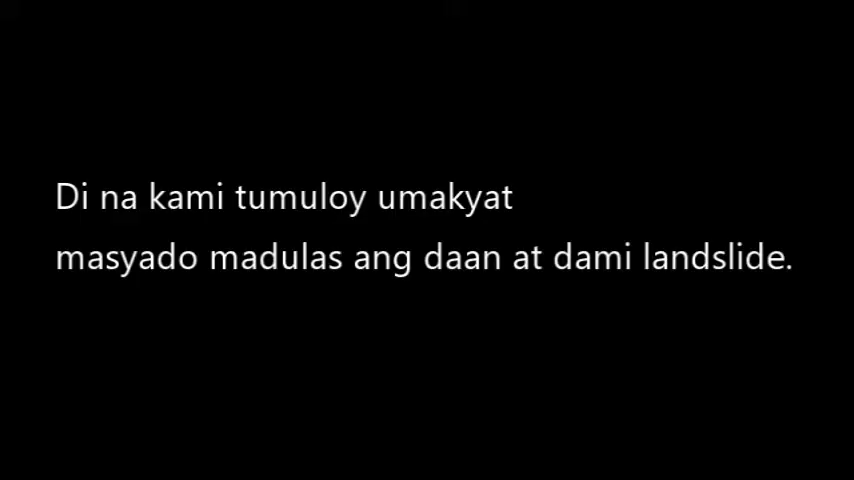 Di na kami tumuloy umakyat
masyado madulas ang daan at dami landslide.